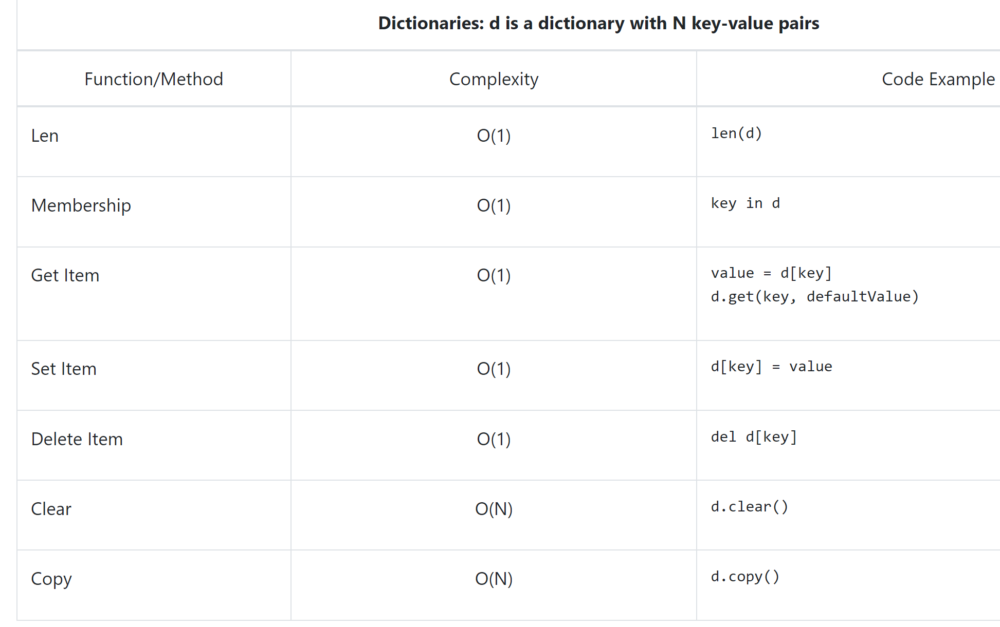 Dictionaries: d is a dictionary with N key-value pairs
Function/Method Complexity Code Example
Len O(1) len(d)
Membership O(1) key in d
Get Item O(1) value = d[key]
d.get(key, defaultValue)
Set Item O(1) d[key] = value
Delete Item O(1) del d[key]
Clear O(N) d.clear()
Copy O(N) d.copy()